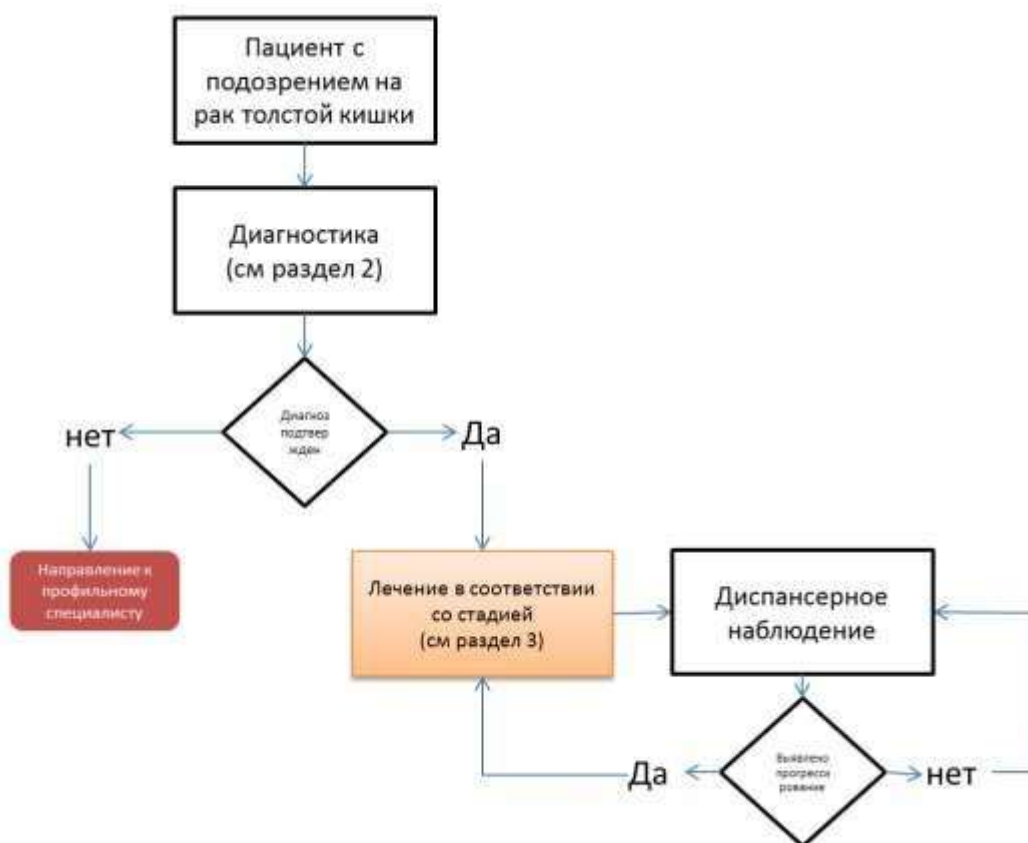 Пациент с
подозрением на
рак толстой кишки
Диагностика
(см раздел 2)
Диагноз
подтвер
жден
нет
Да
Направление к
профильному
специалисту
Лечение в соответствии
со стадией
(см раздел 3)
Диспансерное
наблюдение
Выявлено
прогресси
рование
Да
нет